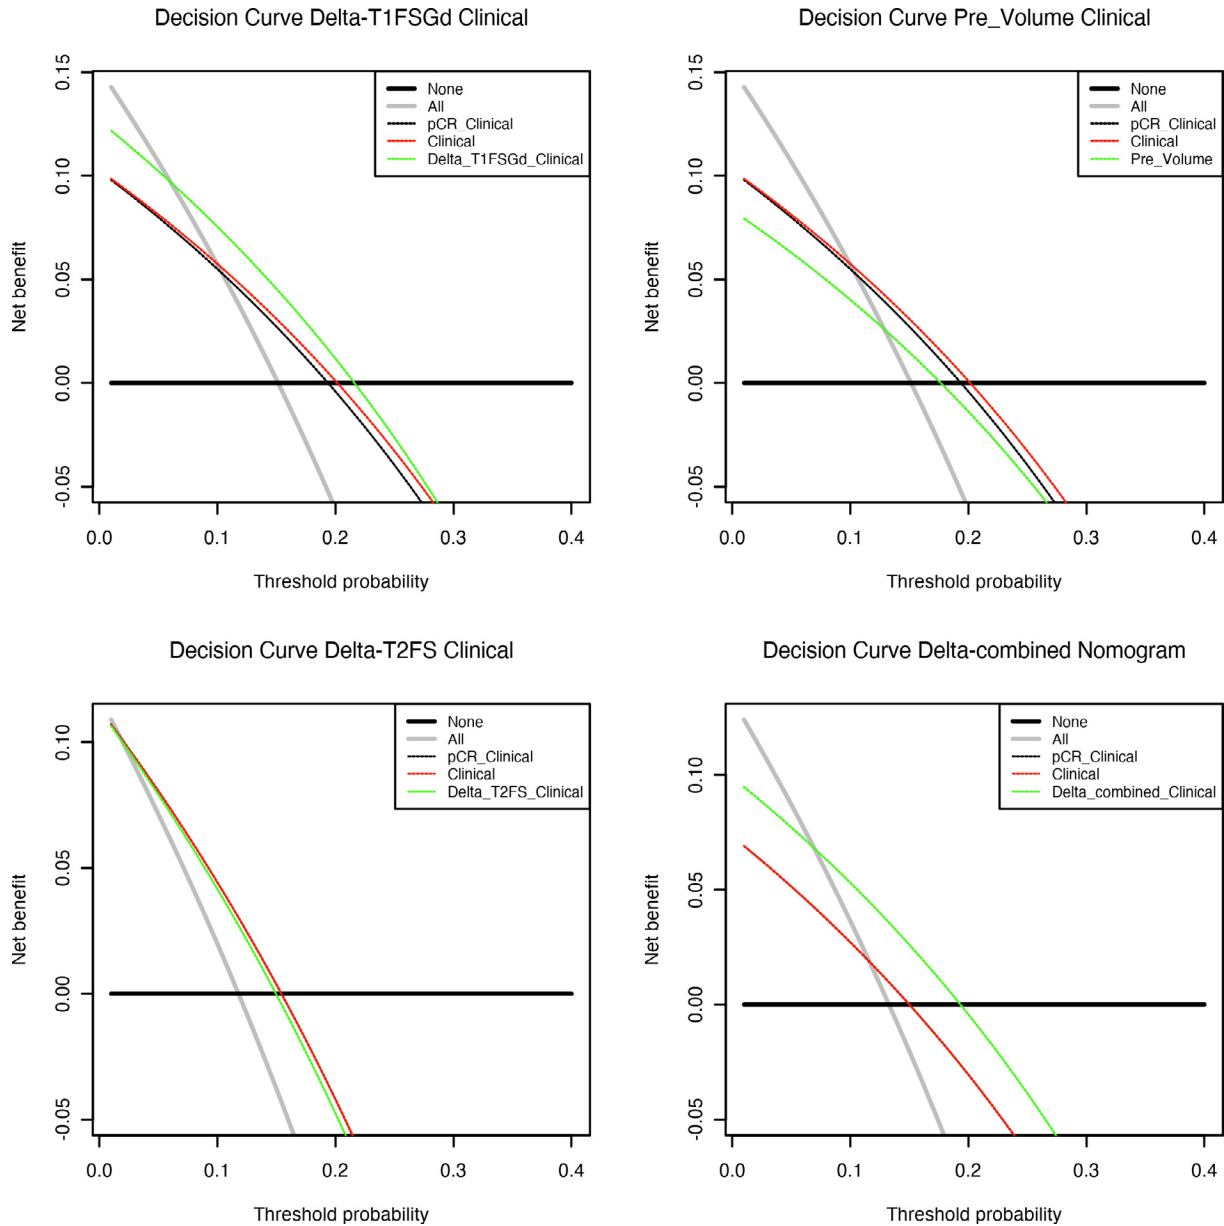 Decision Curve Delta-T1FSGd Clinical
None
All
pCR_Clinical
Clinical
Delta_T1FSGd_Clinical
Net benefit
0.15
0.10
0.05
0.00
-0.05
0.0 0.1 0.2 0.3 0.4
Threshold probability
Decision Curve Pre_Volume Clinical
None
All
pCR_Clinical
Clinical
Pre_Volume
Net benefit
0.15
0.10
0.05
0.00
-0.05
0.0 0.1 0.2 0.3 0.4
Threshold probability
Decision Curve Delta-T2FS Clinical
None
All
pCR_Clinical
Clinical
Delta_T2FS_Clinical
Net benefit
0.10
0.05
0.00
-0.05
0.0 0.1 0.2 0.3 0.4
Threshold probability
Decision Curve Delta-combined Nomogram
None
All
pCR_Clinical
Clinical
Delta_combined_Clinical
Net benefit
0.10
0.05
0.00
-0.05
0.0 0.1 0.2 0.3 0.4
Threshold probability